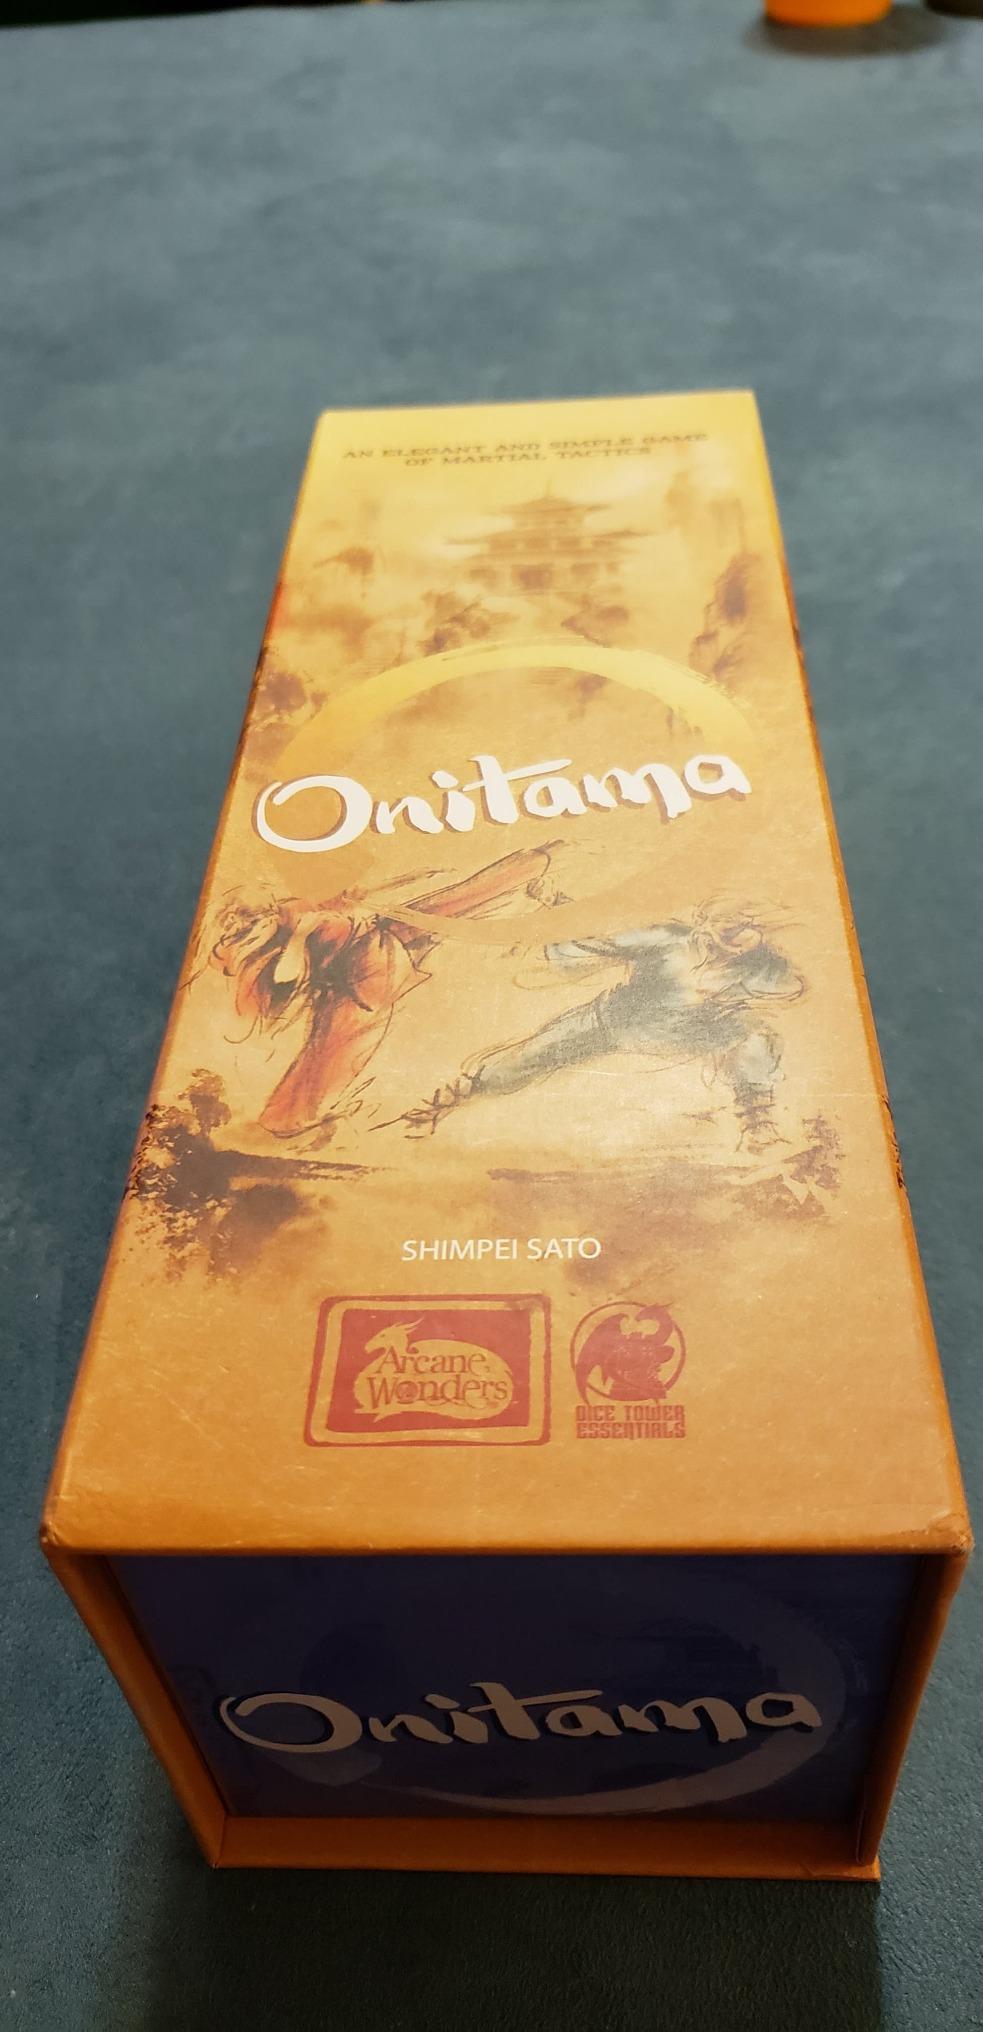 AN ELEGANT AND SIMPLE GAME
OF MARTIAL TACTICS
Onitama
SHIMPEI SATO
Arcane
Wonders
DICE TOWER
ESSENTIALS
Onitama